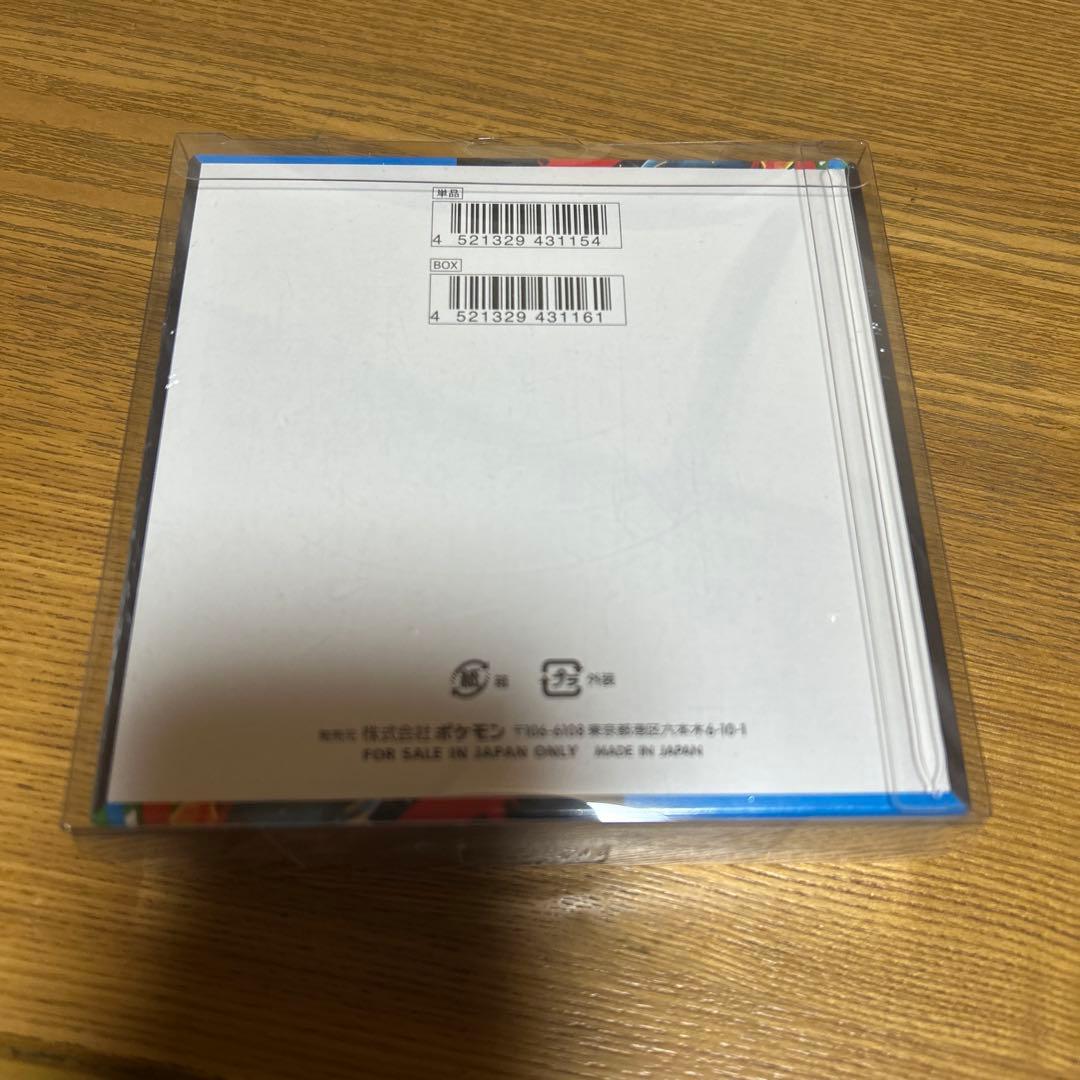 単品
4 521329 431154
BOX
4 521329 431161
紙 箱
プラ 外装
発売元 株式会社ポケモン 〒106-6108 東京都港区六本木6-10-1
FOR SALE IN JAPAN ONLY MADE IN JAPAN